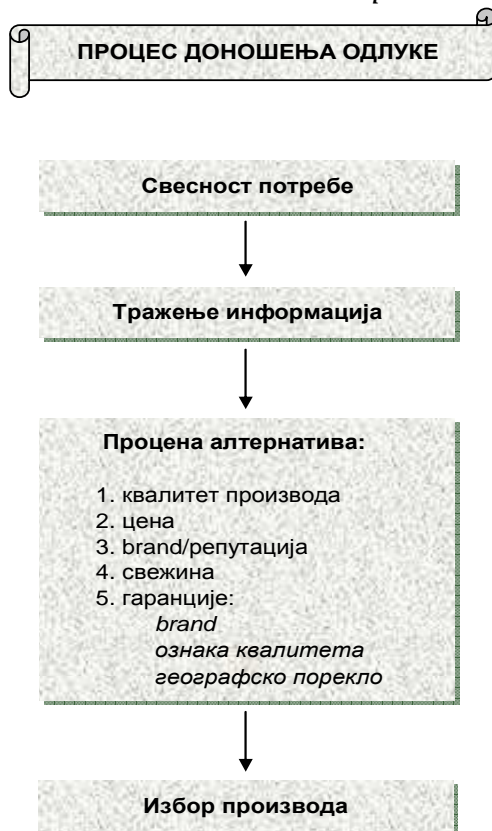 ПРОЦЕС ДОНОШЕЊА ОДЛУКЕ
Свесност потребе
Тражење информација
Процена алтернатива:
1. квалитет производа
2. цена
3. brand/репутација
4. свежина
5. гаранције:
brand
ознака квалитета
географско порекло
Избор производа